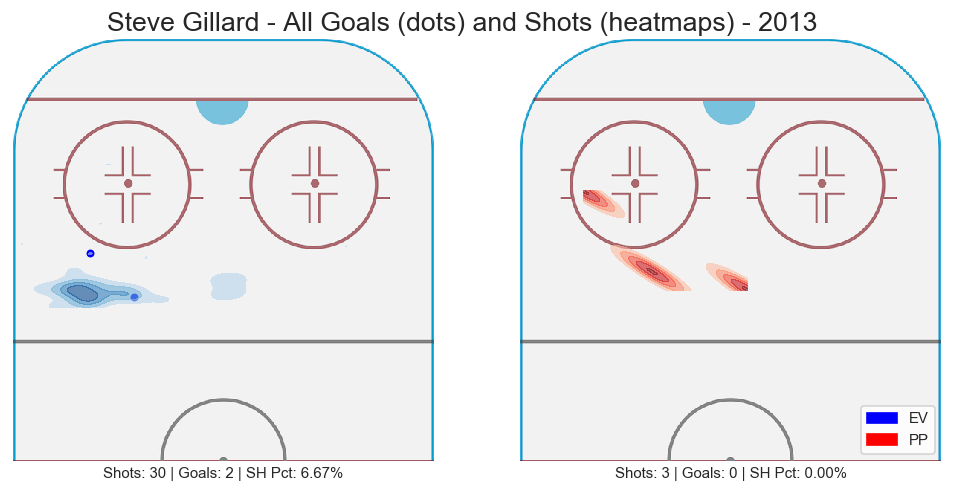 Steve Gillard - All Goals (dots) and Shots (heatmaps) - 2013
EV
PP
Shots: 30 | Goals: 2 | SH Pct: 6.67%
Shots: 3 | Goals: 0 | SH Pct: 0.00%